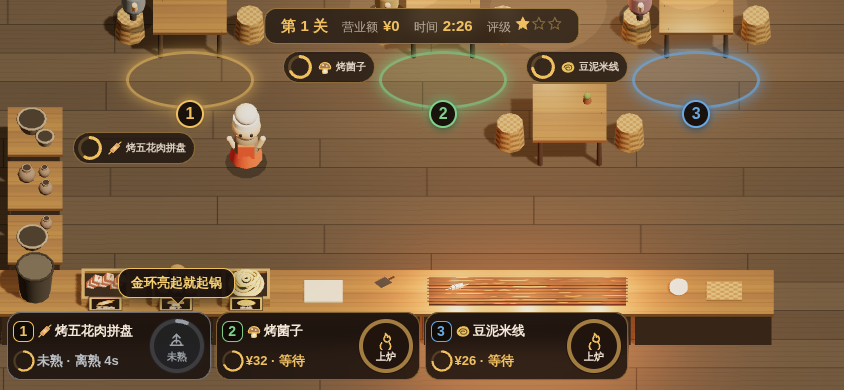 第 1 关 营业额 ¥0 时间 2:26 评级
烤菌子
豆泥米线
1
2
3
烤五花肉拼盘
金环亮起就起锅
1 烤五花肉拼盘
未熟 · 离熟 4s
未熟
2 烤菌子
¥32 · 等待
上炉
3 豆泥米线
¥26 · 等待
上炉